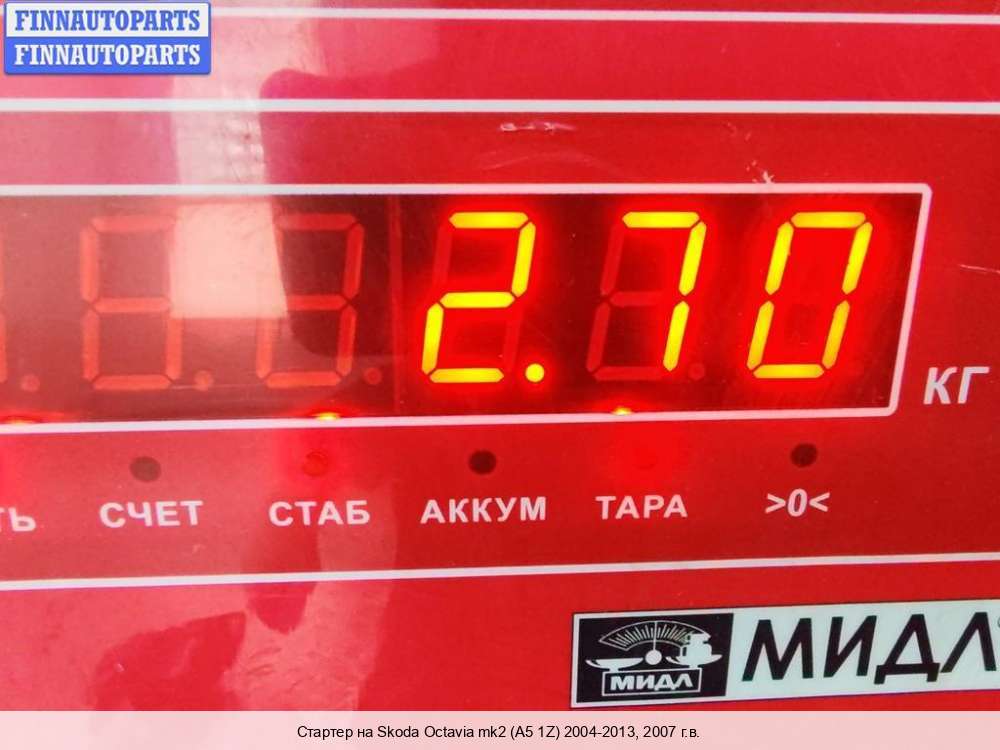 FINNAUTOPARTS
FINNAUTOPARTS
2.70
КГ
СЧЕТ СТАБ АККУМ ТАРА >0<
МИДЛ МИДЛ
Стартер на Skoda Octavia mk2 (A5 1Z) 2004-2013, 2007 г.в.